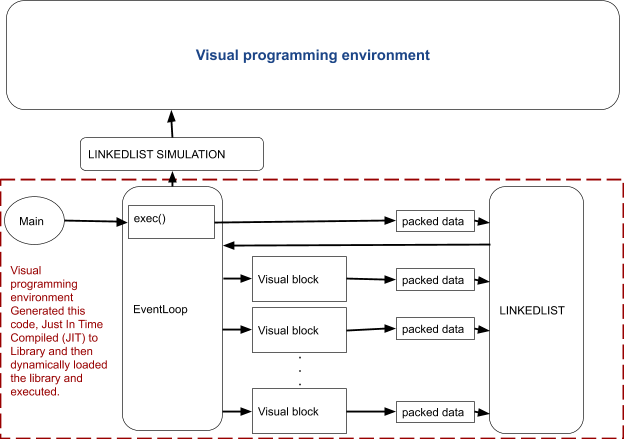 Visual programming environment
LINKEDLIST SIMULATION
Main
exec()
packed data
Visual
programming
environment
Generated this
code, Just In Time
Compiled (JIT) to
Library and then
dynamically loaded
the library and
executed.
EventLoop
Visual block
packed data
LINKEDLIST
Visual block
packed data
Visual block
packed data